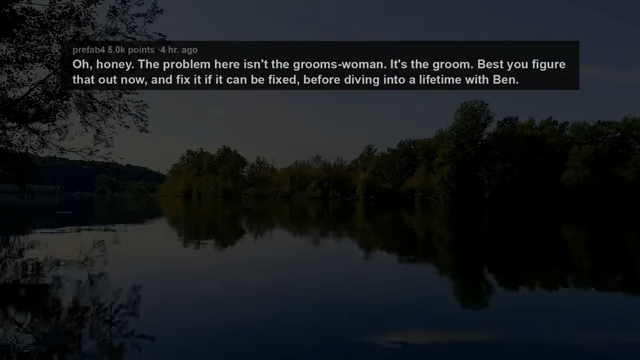 prefab4 5.0k points ·4 hr. ago
Oh, honey. The problem here isn't the grooms-woman. It's the groom. Best you figure
that out now, and fix it if it can be fixed, before diving into a lifetime with Ben.